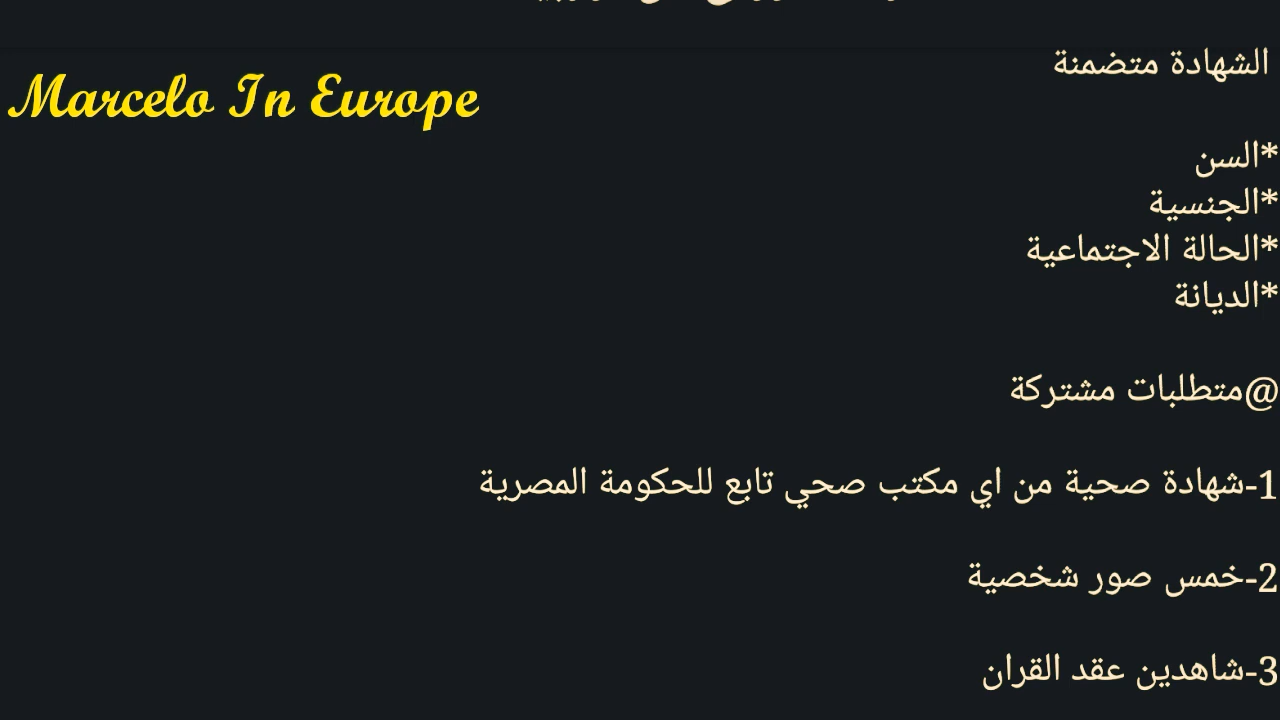 الشهادة متضمنة
Marcelo In Europe
*السن
*الجنسية
*الحالة الاجتماعية
*الديانة
@متطلبات مشتركة
1-شهادة صحية من اي مكتب صحي تابع للحكومة المصرية
2-خمس صور شخصية
3-شاهدين عقد القران